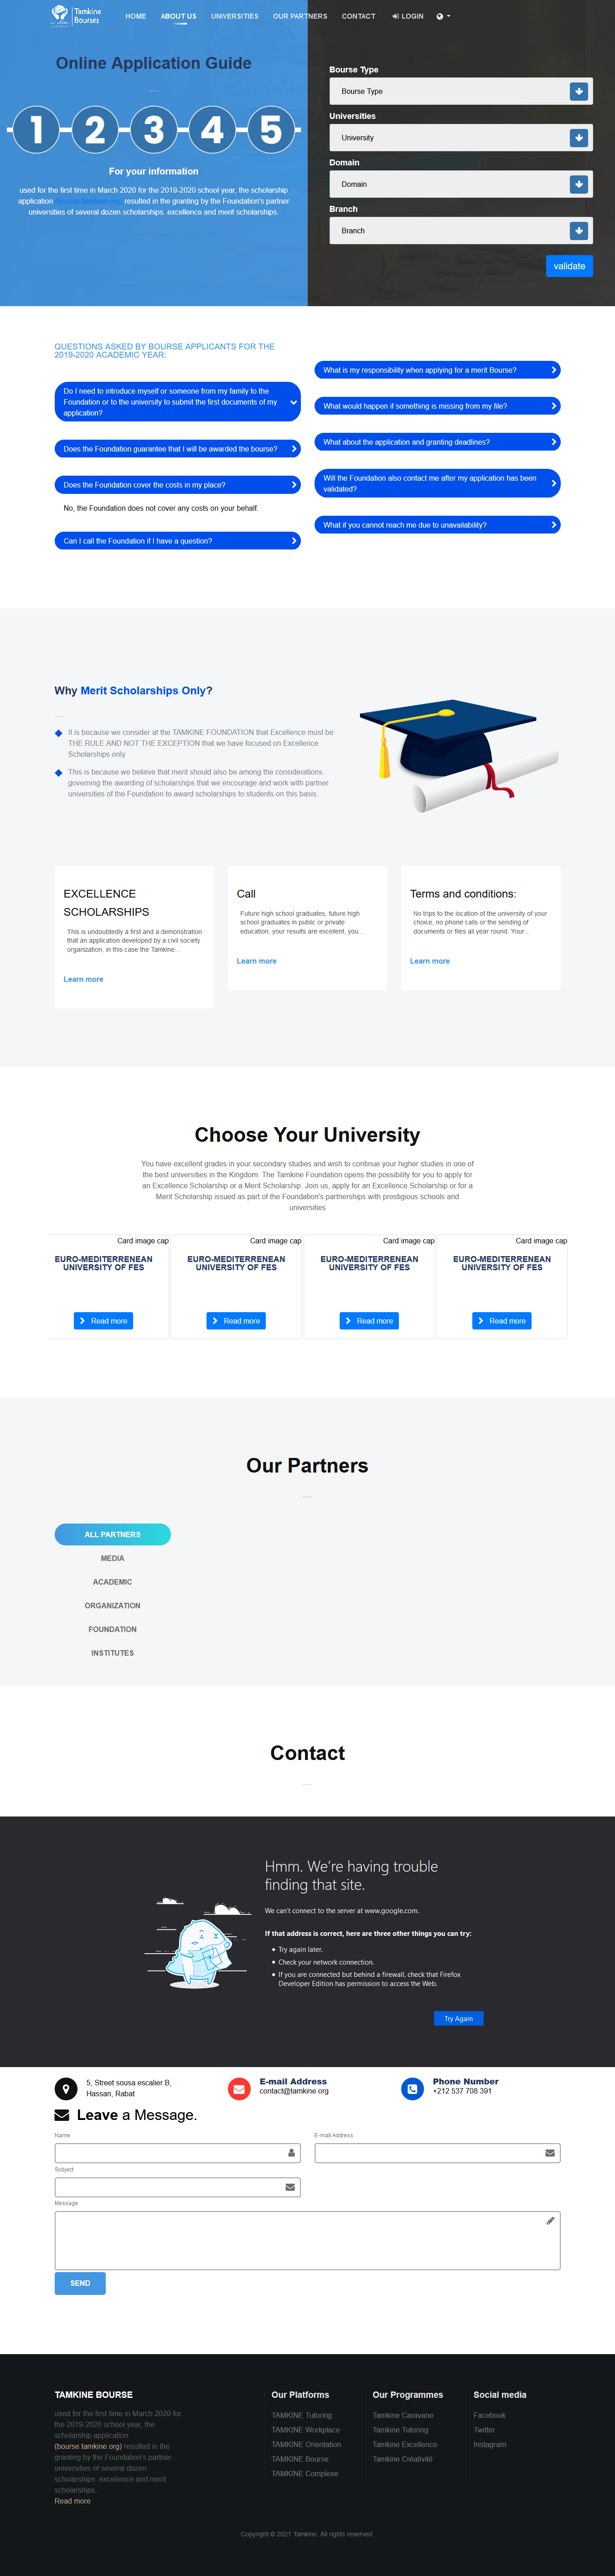 Tamkine
Bourses
HOME
ABOUT US
UNIVERSITIES
OUR PARTNERS
CONTACT
LOGIN
Online Application Guide
.....
1 2 3 4 5
For your information
used for the first time in March 2020 for the 2019-2020 school year, the scholarship
application (bourse.tamkine.org) resulted in the granting by the Foundation's partner
universities of several dozen scholarships. excellence and merit scholarships.
Bourse Type
Bourse Type
Universities
University
Domain
Domain
Branch
Branch
validate
QUESTIONS ASKED BY BOURSE APPLICANTS FOR THE
2019-2020 ACADEMIC YEAR:
Do I need to introduce myself or someone from my family to the
Foundation or to the university to submit the first documents of my
application?
Does the Foundation guarantee that I will be awarded the bourse?
Does the Foundation cover the costs in my place?
No, the Foundation does not cover any costs on your behalf.
Can I call the Foundation if I have a question?
What is my responsibility when applying for a merit Bourse?
What would happen if something is missing from my file?
What about the application and granting deadlines?
Will the Foundation also contact me after my application has been
validated?
What if you cannot reach me due to unavailability?
Why Merit Scholarships Only?
.....
It is because we consider at the TAMKINE FOUNDATION that Excellence must be
THE RULE AND NOT THE EXCEPTION that we have focused on Excellence
Scholarships only
This is because we believe that merit should also be among the considerations
governing the awarding of scholarships that we encourage and work with partner
universities of the Foundation to award scholarships to students on this basis.
EXCELLENCE
SCHOLARSHIPS
This is undoubtedly a first and a demonstration
that an application developed by a civil society
organization, in this case the Tamkine...
Learn more
Call
Future high school graduates, future high
school graduates in public or private
education, your results are excellent, you...
Learn more
Terms and conditions:
No trips to the location of the university of your
choice, no phone calls or the sending of
documents or files all year round. Your...
Learn more
Choose Your University
You have excellent grades in your secondary studies and wish to continue your higher studies in one of
the best universities in the Kingdom: The Tamkine Foundation opens the possibility for you to apply for
an Excellence Scholarship or a Merit Scholarship. Join us, apply for an Excellence Scholarship or a
Merit Scholarship issued as part of the Foundation's partnerships with prestigious schools and
universities
Card image cap
EURO-MEDITERRENEAN
UNIVERSITY OF FES
Read more
Card image cap
EURO-MEDITERRENEAN
UNIVERSITY OF FES
Read more
Card image cap
EURO-MEDITERRENEAN
UNIVERSITY OF FES
Read more
Card image cap
EURO-MEDITERRENEAN
UNIVERSITY OF FES
Read more
Our Partners
.....
ALL PARTNERS
MEDIA
ACADEMIC
ORGANIZATION
FOUNDATION
INSTITUTES
Contact
.....
Hmm. We're having trouble
finding that site.
We can't connect to the server at www.google.com.
If that address is correct, here are three other things you can try:
Try again later.
Check your network connection.
If you are connected but behind a firewall, check that Firefox
Developer Edition has permission to access the Web.
Try Again
5, Street sousa escalier B,
Hassan, Rabat
E-mail Address
contact@tamkine.org
Phone Number
+212 537 708 391
Leave a Message.
Name
E-mail Address
Subject
Message
SEND
TAMKINE BOURSE
used for the first time in March 2020 for
the 2019-2020 school year, the
scholarship application
(bourse.tamkine.org) resulted in the
granting by the Foundation's partner
universities of several dozen
scholarships. excellence and merit
scholarships.
Read more
Our Platforms
TAMKINE Tutoring
TAMKINE Workplace
TAMKINE Orientation
TAMKINE Bourse
TAMKINE Complexe
Our Programmes
Tamkine Caravane
Tamkine Tutoring
Tamkine Excellence
Tamkine Créativité
Social media
Facebook
Twitter
Instagram
Copyright © 2021 Tamkine. All rights reserved.